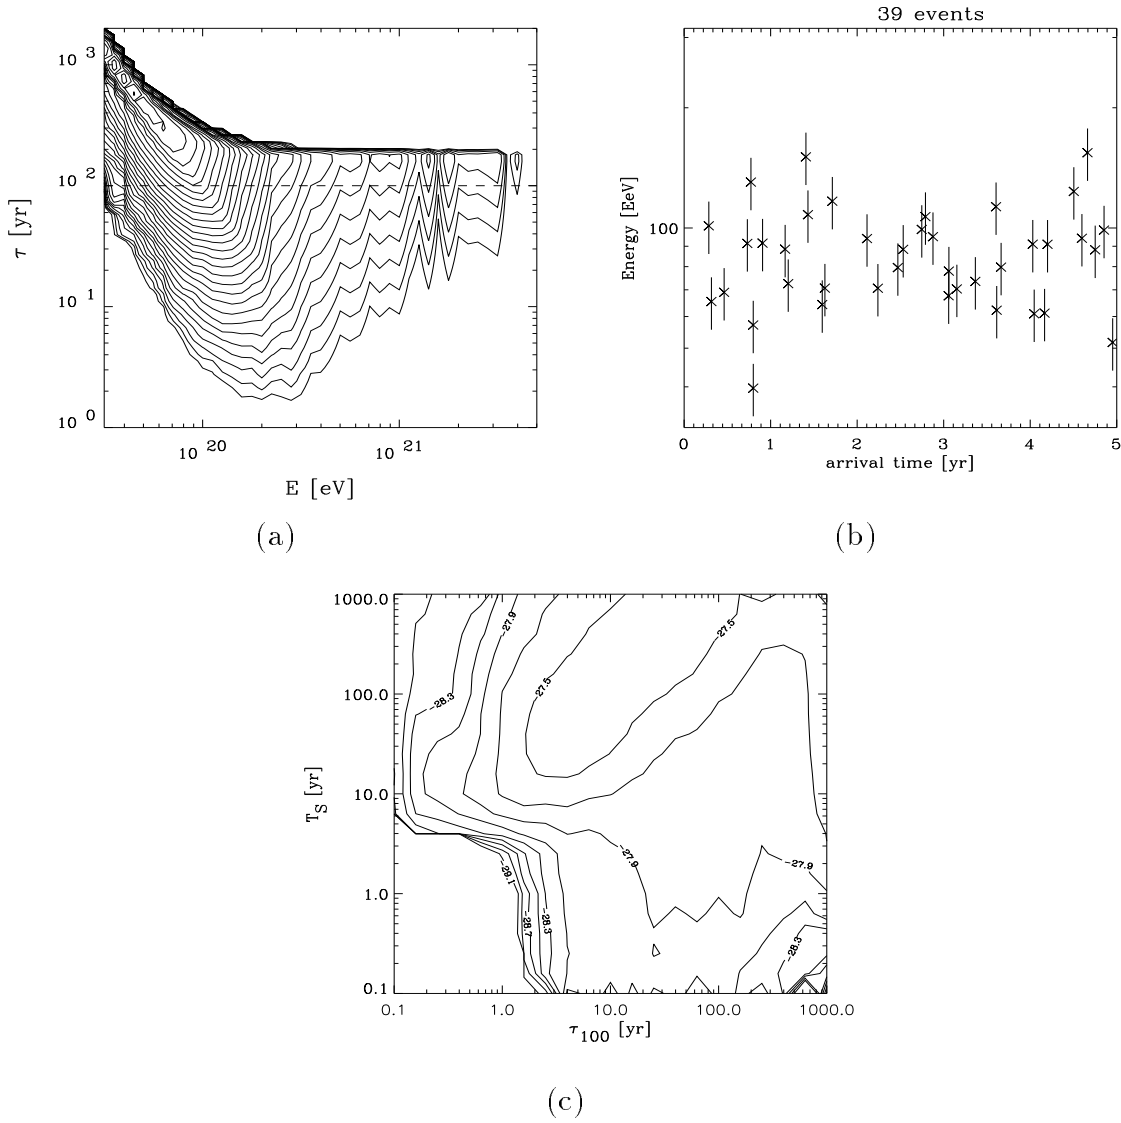 39 events
10 3
10 2
10 1
10 0
τ [yr]
10 20
10 21
E [eV]
(a)
100
Energy [EeV]
0 1 2 3 4 5
arrival time [yr]
(b)
1000.0
100.0
10.0
1.0
0.1
T_S [yr]
-27.9
-27.5
-28.3
-27.5
-27.9
-27.9
-29.1
-28.7
-28.3
-28.3
0.1 1.0 10.0 100.0 1000.0
τ100 [yr]
(c)